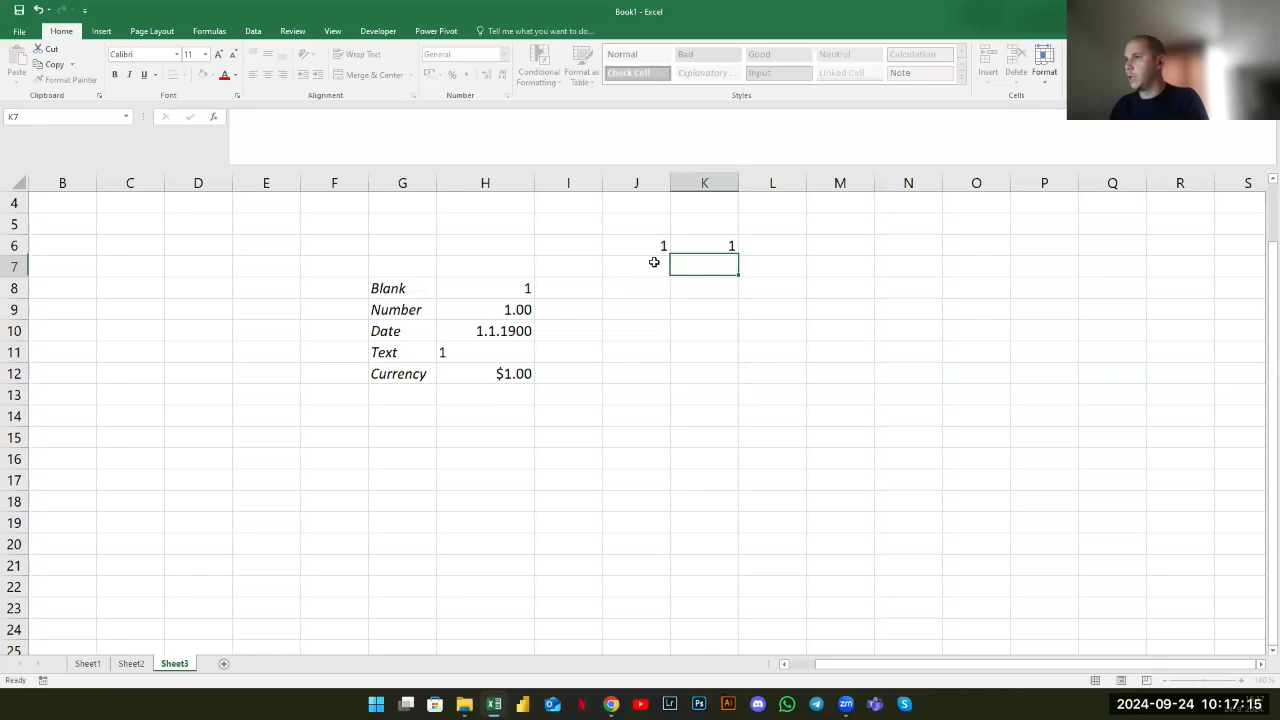 Book1 - Excel
File Home Insert Page Layout Formulas Data Review View Developer Power Pivot Tell me what you want to do...
Cut
Copy
Format Painter
Paste
Clipboard
Calibri 11
B I U
Font
Wrap Text
Merge & Center
Alignment
General
Number
Conditional Formatting
Format as Table
Normal Bad Good Neutral Calculation
Check Cell Explanatory ... Input Linked Cell Note
Styles
Insert Delete Format
Cells
K7
fx
B C D E F G H I J K L M N O P Q R S
4
5
6 1 1
7
8 Blank 1
9 Number 1.00
10 Date 1.1.1900
11 Text 1
12 Currency $1.00
13
14
15
16
17
18
19
20
21
22
23
24
25
Sheet1 Sheet2 Sheet3
Ready
160 %
2024-09-24 10:17:15